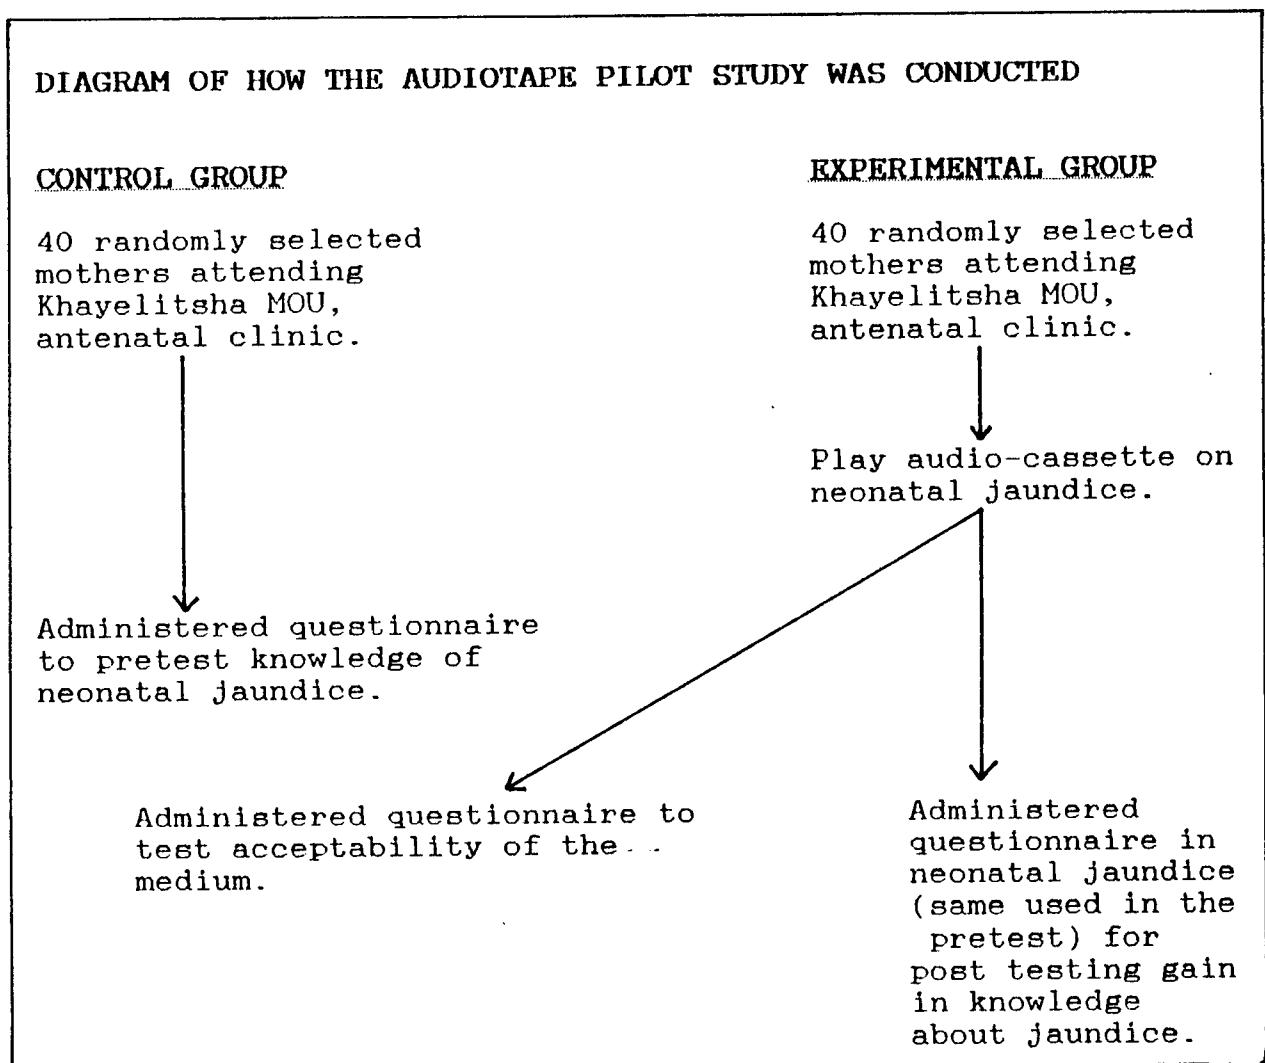 DIAGRAM OF HOW THE AUDIOTAPE PILOT STUDY WAS CONDUCTED
CONTROL GROUP
40 randomly selected
mothers attending
Khayelitsha MOU,
antenatal clinic.
EXPERIMENTAL GROUP
40 randomly selected
mothers attending
Khayelitsha MOU,
antenatal clinic.
Play audio-cassette on
neonatal jaundice.
Administered questionnaire
to pretest knowledge of
neonatal jaundice.
Administered questionnaire to
test acceptability of the
medium.
Administered
questionnaire in
neonatal jaundice
(same used in the
pretest) for
post testing gain
in knowledge
about jaundice.